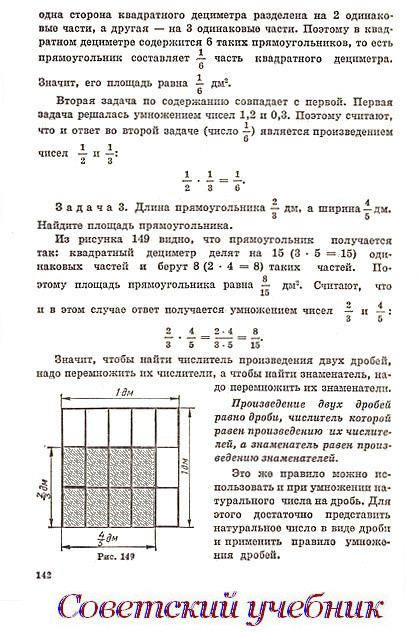 одна сторона квадратного дециметра разделена на 2 одинако-
вые части, а другая — на 3 одинаковые части. Поэтому в квад-
ратном дециметре содержится 6 таких прямоугольников, то есть
прямоугольник составляет 1/6 часть квадратного дециметра.
Значит, его площадь равна 1/6 дм².
Вторая задача по содержанию совпадает с первой. Первая
задача решалась умножением чисел 1,2 и 0,3. Поэтому считают,
что и ответ во второй задаче (число 1/6) является произведением
чисел 1/2 и 1/3:
1/2 · 1/3 = 1/6.
Задача 3. Длина прямоугольника 2/3 дм, а ширина 4/5 дм.
Найдите площадь прямоугольника.
Из рисунка 149 видно, что прямоугольник получается
так: квадратный дециметр делят на 15 (3 · 5 = 15) оди-
наковых частей и берут 8 (2 · 4 = 8) таких частей. По-
этому площадь прямоугольника равна 8/15 дм². Считают, что
и в этом случае ответ получается умножением чисел 2/3 и 4/5:
2/3 · 4/5 = 2·4/3·5 = 8/15.
Значит, чтобы найти числитель произведения двух дробей,
надо перемножить их числители, а чтобы найти знаменатель, на-
до перемножить их знаменатели.
Произведение двух дробей
равно дроби, числитель которой
равен произведению их числите-
лей, а знаменатель равен произ-
ведению знаменателей.
Это же правило можно ис-
пользовать и при умножении на-
турального числа на дробь. Для
этого достаточно представить
натуральное число в виде дроби
и применить правило умноже-
ния дробей.
1 дм
1 дм
2/3 дм
4/5 дм
Рис. 149
142
Советский учебник